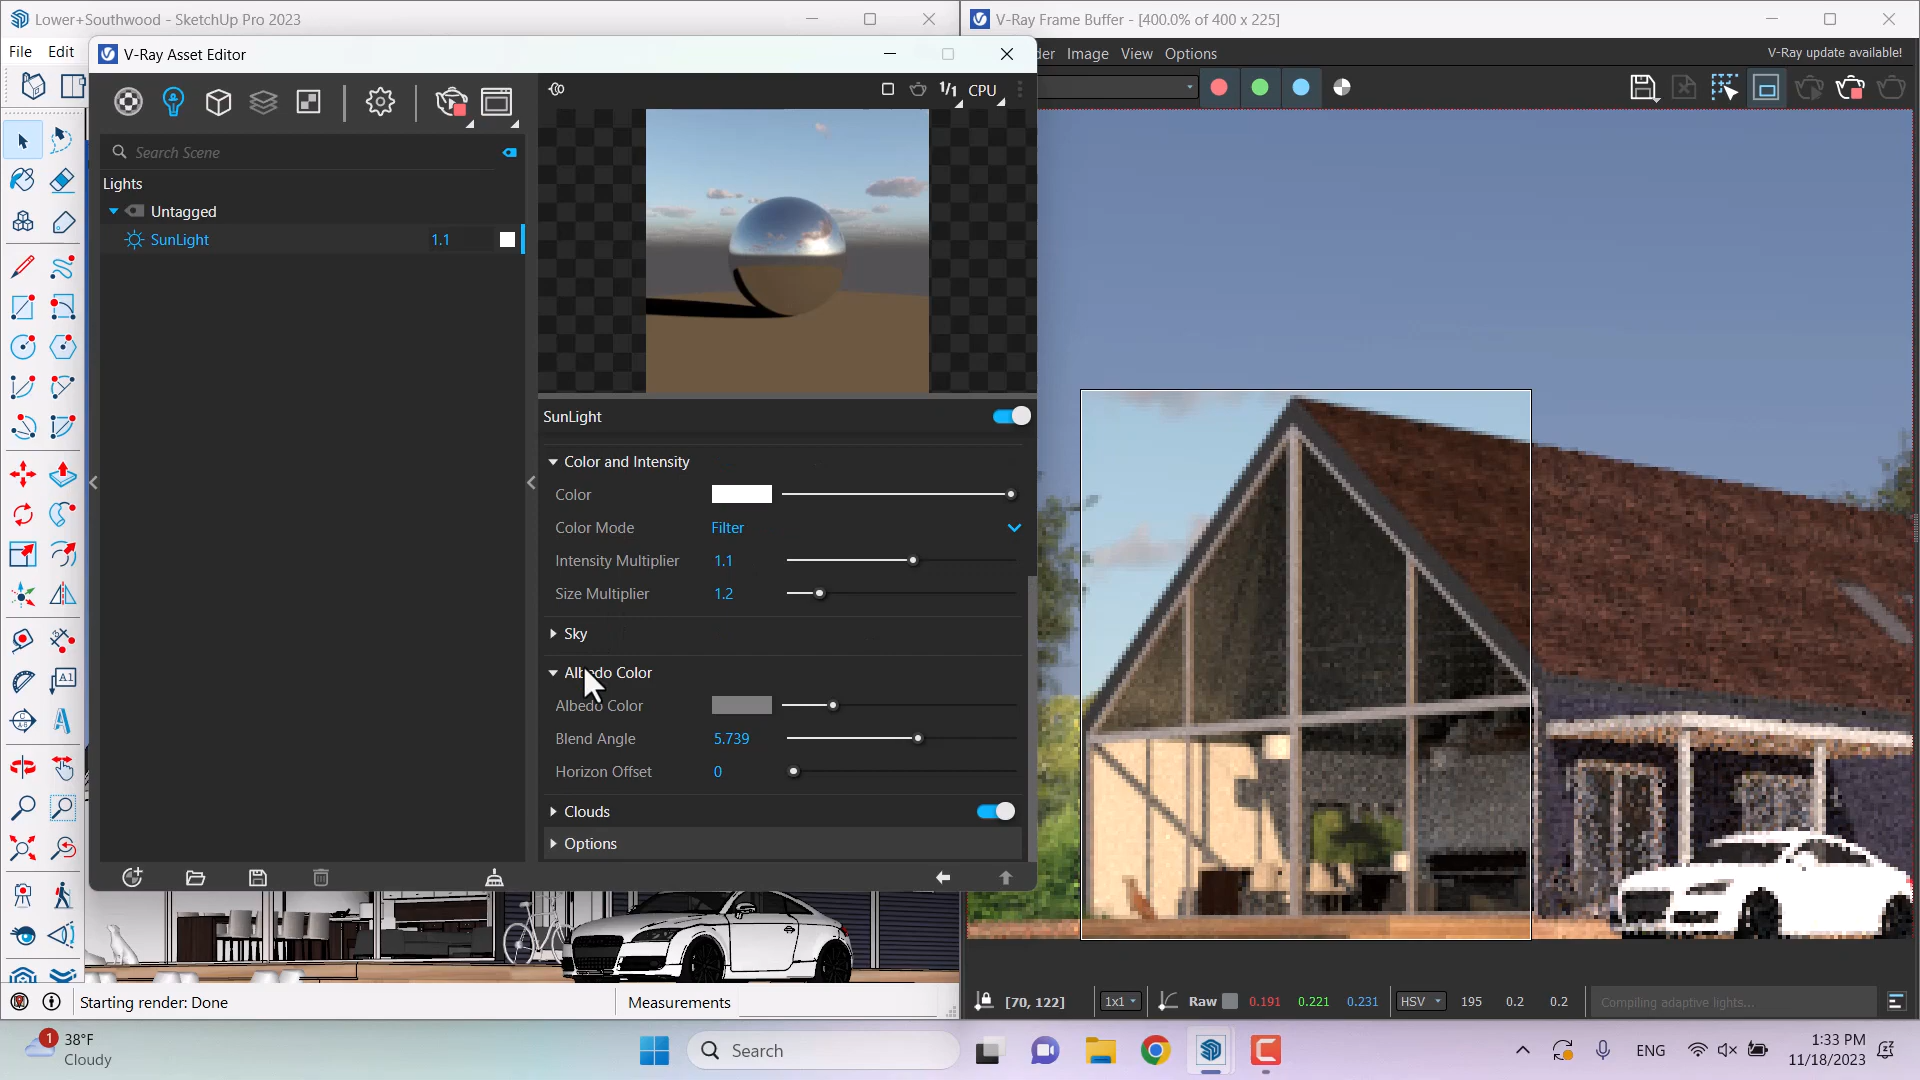 Lower+Southwood - SketchUp Pro 2023
File Edit
V-Ray Asset Editor
Search Scene
Lights
Untagged
SunLight 1.1
1/1 CPU
SunLight
Color and Intensity
Color
Color Mode Filter
Intensity Multiplier 1.1
Size Multiplier 1.2
Sky
Albedo Color
Albedo Color
Blend Angle 5.739
Horizon Offset 0
Clouds
Options
Starting render: Done
Measurements
V-Ray Frame Buffer - [400.0% of 400 x 225]
der Image View Options
V-Ray update available!
[70, 122]
1x1
Raw 0.191 0.221 0.231
HSV 195 0.2 0.2
Compiling adaptive lights...
1
38°F
Cloudy
Search
ENG
1:33 PM
11/18/2023